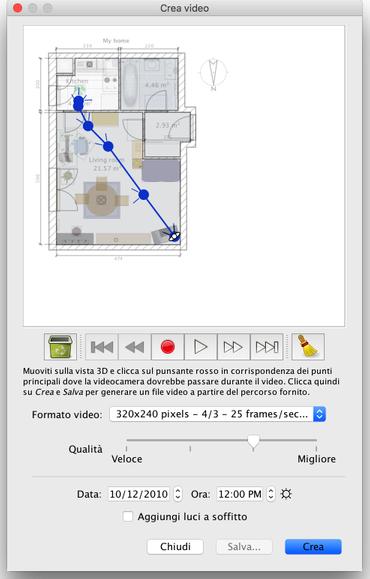 Crea video
My home
Kitchen
4.46 m²
2.93 m²
Living room
21.57 m²
N
Muoviti sulla vista 3D e clicca sul punsante rosso in corrispondenza dei punti
principali dove la videocamera dovrebbe passare durante il video. Clicca quindi
su Crea e Salva per generare un file video a partire dal percorso fornito.
Formato video: 320x240 pixels - 4/3 - 25 frames/sec...
Qualità
Veloce Migliore
Data: 10/12/2010 Ora: 12:00 PM
Aggiungi luci a soffitto
Chiudi Salva... Crea